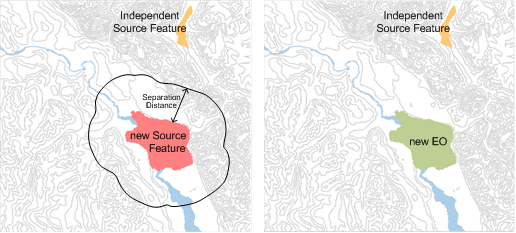 Independent
Source Feature
Separation
Distance
new Source
Feature
Independent
Source Feature
new EO